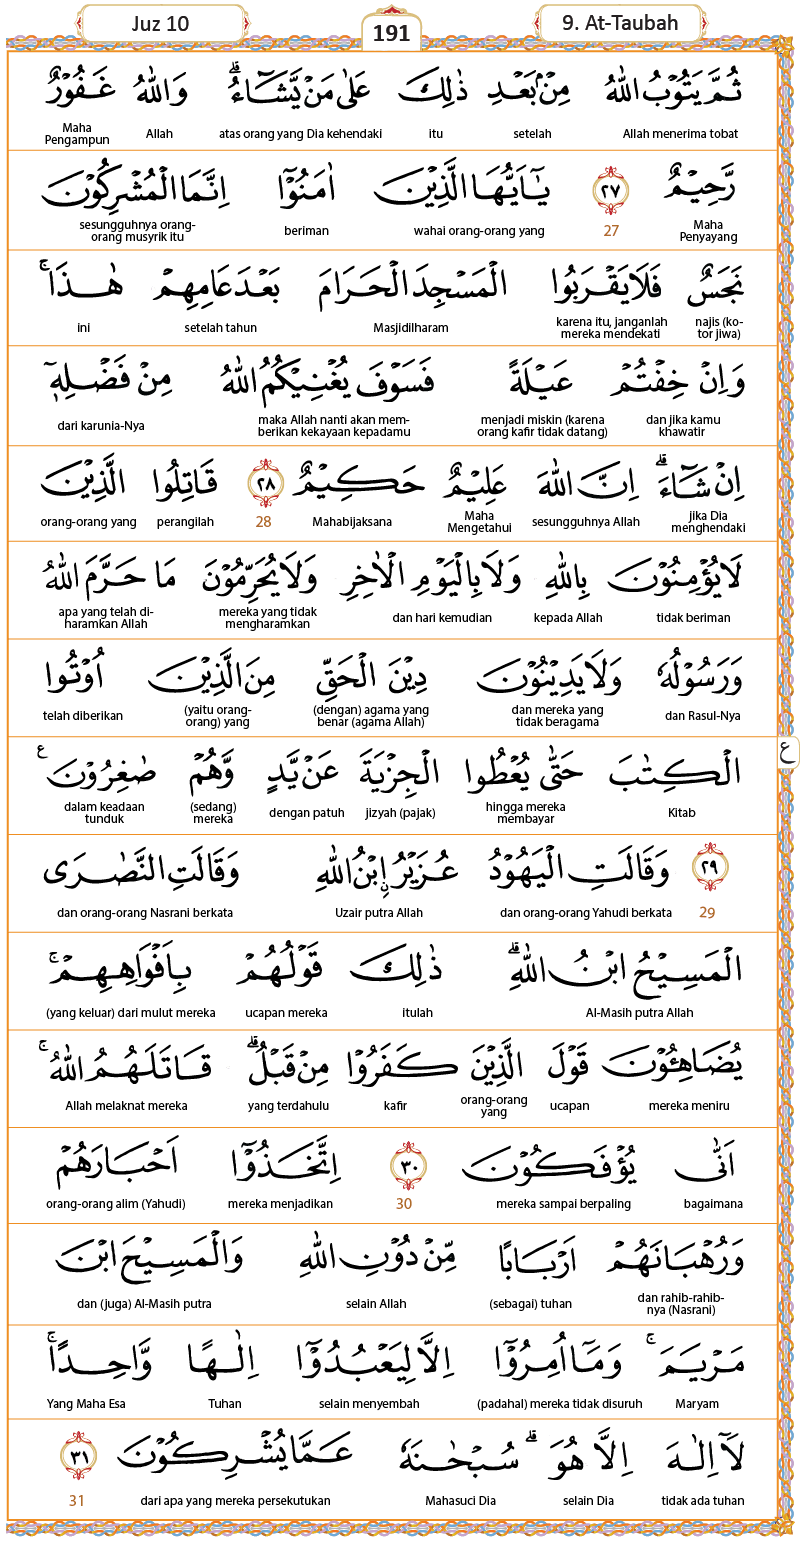 Juz 10
191
9. At-Taubah
ثُمَّ يَتُوْبُ اللّٰهُ مِنْۢ بَعْدِ ذٰلِكَ عَلٰى مَنْ يَّشَاۤءُۗ وَاللّٰهُ غَفُوْرٌ
Allah menerima tobat setelah itu atas orang yang Dia kehendaki Allah Maha Pengampun
رَّحِيْمٌ ٢٧ يٰٓاَيُّهَا الَّذِيْنَ اٰمَنُوْٓا اِنَّمَا الْمُشْرِكُوْنَ
Maha Penyayang 27 wahai orang-orang yang beriman sesungguhnya orang-orang musyrik itu
نَجَسٌ فَلَا يَقْرَبُوا الْمَسْجِدَ الْحَرَامَ بَعْدَ عَامِهِمْ هٰذَاۚ
najis (ko-tor jiwa) karena itu, janganlah mereka mendekati Masjidilharam setelah tahun ini
وَاِنْ خِفْتُمْ عَيْلَةً فَسَوْفَ يُغْنِيْكُمُ اللّٰهُ مِنْ فَضْلِهٖٓ
dan jika kamu khawatir menjadi miskin (karena orang kafir tidak datang) maka Allah nanti akan mem-berikan kekayaan kepadamu dari karunia-Nya
اِنْ شَاۤءَۗ اِنَّ اللّٰهَ عَلِيْمٌ حَكِيْمٌ ٢٨ قَاتِلُوا الَّذِيْنَ
jika Dia menghendaki sesungguhnya Allah Maha Mengetahui Mahabijaksana 28 perangilah orang-orang yang
لَا يُؤْمِنُوْنَ بِاللّٰهِ وَلَا بِالْيَوْمِ الْاٰخِرِ وَلَا يُحَرِّمُوْنَ مَا حَرَّمَ اللّٰهُ
tidak beriman kepada Allah dan hari kemudian mereka yang tidak mengharamkan apa yang telah di-haramkan Allah
وَرَسُوْلُهٗ وَلَا يَدِيْنُوْنَ دِيْنَ الْحَقِّ مِنَ الَّذِيْنَ اُوْتُوا
dan Rasul-Nya dan mereka yang tidak beragama (dengan) agama yang benar (agama Allah) (yaitu orang-orang) yang telah diberikan
الْكِتٰبَ حَتّٰى يُعْطُوا الْجِزْيَةَ عَنْ يَّدٍ وَّهُمْ صٰغِرُوْنَ ࣖ
ع
Kitab hingga mereka membayar jizyah (pajak) dengan patuh (sedang) mereka dalam keadaan tunduk
٢٩ وَقَالَتِ الْيَهُوْدُ عُزَيْرُ ࣙابْنُ اللّٰهِ وَقَالَتِ النَّصٰرَى
29 dan orang-orang Yahudi berkata Uzair putra Allah dan orang-orang Nasrani berkata
الْمَسِيْحُ ابْنُ اللّٰهِۗ ذٰلِكَ قَوْلُهُمْ بِاَفْوَاهِهِمْۚ
Al-Masih putra Allah itulah ucapan mereka (yang keluar) dari mulut mereka
يُضَاهِـُٔوْنَ قَوْلَ الَّذِيْنَ كَفَرُوْا مِنْ قَبْلُۗ قَاتَلَهُمُ اللّٰهُۚ
mereka meniru ucapan orang-orang yang kafir yang terdahulu Allah melaknat mereka
اَنّٰى يُؤْفَكُوْنَ ٣٠ اِتَّخَذُوْٓا اَحْبَارَهُمْ
bagaimana mereka sampai berpaling 30 mereka menjadikan orang-orang alim (Yahudi)
وَرُهْبَانَهُمْ اَرْبَابًا مِّنْ دُوْنِ اللّٰهِ وَالْمَسِيْحَ ابْنَ
dan rahib-rahib-nya (Nasrani) (sebagai) tuhan selain Allah dan (juga) Al-Masih putra
مَرْيَمَۚ وَمَآ اُمِرُوْٓا اِلَّا لِيَعْبُدُوْٓا اِلٰهًا وَّاحِدًاۚ
Maryam (padahal) mereka tidak disuruh selain menyembah Tuhan Yang Maha Esa
لَآ اِلٰهَ اِلَّا هُوَۗ سُبْحٰنَهٗ عَمَّا يُشْرِكُوْنَ ٣١
tidak ada tuhan selain Dia Mahasuci Dia dari apa yang mereka persekutukan 31